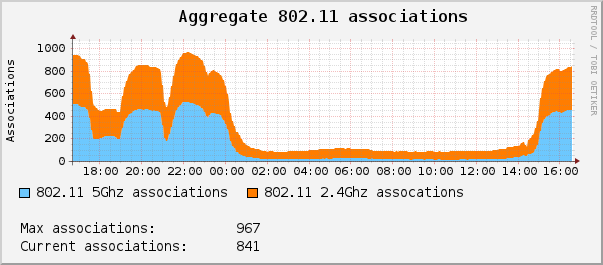 Aggregate 802.11 associations
RRDTOOL / TOBI OETIKER
Associations
1000
800
600
400
200
0
18:00 20:00 22:00 00:00 02:00 04:00 06:00 08:00 10:00 12:00 14:00 16:00
802.11 5Ghz associations 802.11 2.4Ghz assocations
Max associations: 967
Current associations: 841